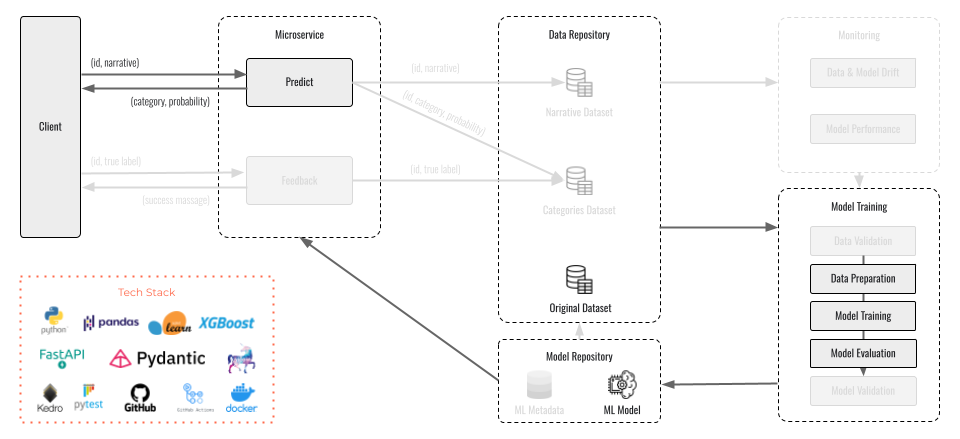 Client
(id, narrative)
(category, probability)
(id, true label)
(success massage)
Microservice
Predict
Feedback
(id, narrative)
(id, category, probability)
(id, true label)
Data Repository
Narrative Dataset
Categories Dataset
Original Dataset
Monitoring
Data & Model Drift
Model Performance
Model Training
Data Validation
Data Preparation
Model Training
Model Evaluation
Model Validation
Model Repository
ML Metadata
ML Model
Tech Stack
python
pandas
learn
XGBoost
FastAPI
Pydantic
Kedro
pytest
GitHub
GitHub Actions
docker